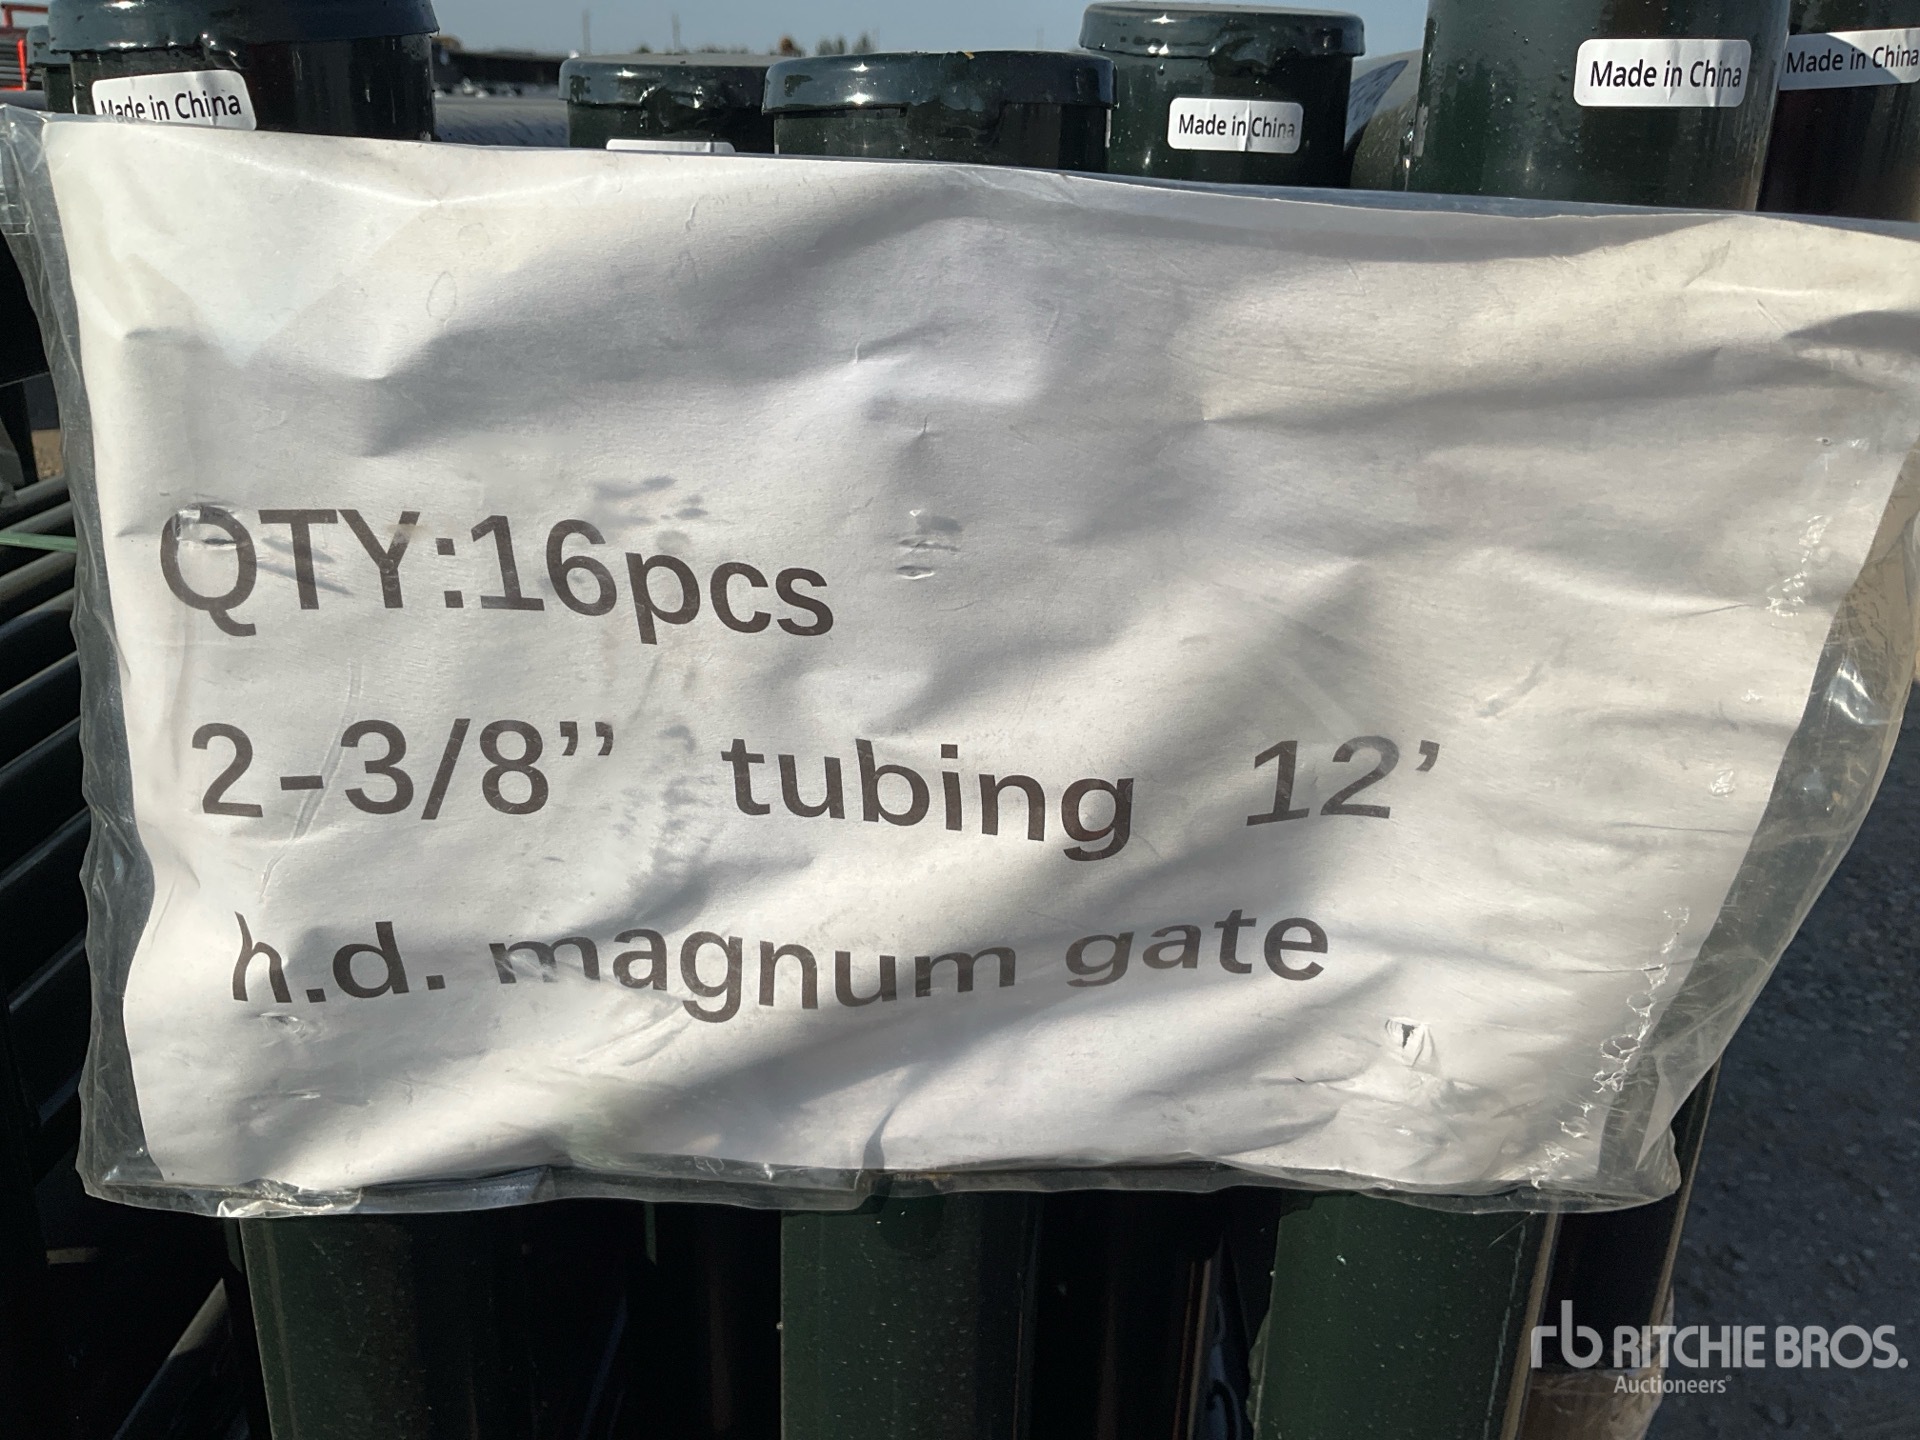 Made in China
Made in China
Made in China
Made in China
QTY:16pcs
2-3/8” tubing 12’
h.d. magnum gate
rb RITCHIE BROS.
Auctioneers®